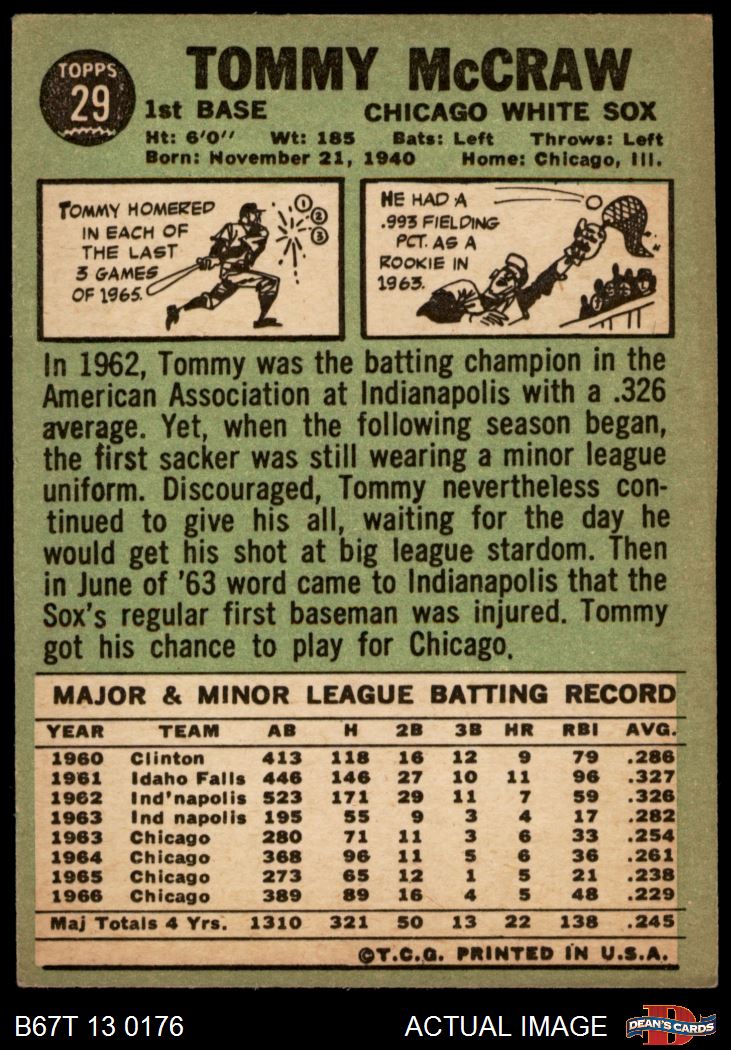 TOPPS
29
TOMMY McCRAW
1st BASE CHICAGO WHITE SOX
Ht: 6'0" Wt: 185 Bats: Left Throws: Left
Born: November 21, 1940 Home: Chicago, Ill.
TOMMY HOMERED
IN EACH OF
THE LAST
3 GAMES
OF 1965.
1
2
3
HE HAD A
.993 FIELDING
PCT. AS A
ROOKIE IN
1963.
In 1962, Tommy was the batting champion in the
American Association at Indianapolis with a .326
average. Yet, when the following season began,
the first sacker was still wearing a minor league
uniform. Discouraged, Tommy nevertheless con-
tinued to give his all, waiting for the day he
would get his shot at big league stardom. Then
in June of '63 word came to Indianapolis that the
Sox's regular first baseman was injured. Tommy
got his chance to play for Chicago.
MAJOR & MINOR LEAGUE BATTING RECORD
YEAR TEAM AB H 2B 3B HR RBI AVG.
1960 Clinton 413 118 16 12 9 79 .286
1961 Idaho Falls 446 146 27 10 11 96 .327
1962 Ind'napolis 523 171 29 11 7 59 .326
1963 Ind napolis 195 55 9 3 4 17 .282
1963 Chicago 280 71 11 3 6 33 .254
1964 Chicago 368 96 11 5 6 36 .261
1965 Chicago 273 65 12 1 5 21 .238
1966 Chicago 389 89 16 4 5 48 .229
Maj Totals 4 Yrs. 1310 321 50 13 22 138 .245
©T.C.G. PRINTED IN U.S.A.
B67T 13 0176 ACTUAL IMAGE
D
DEAN'S CARDS